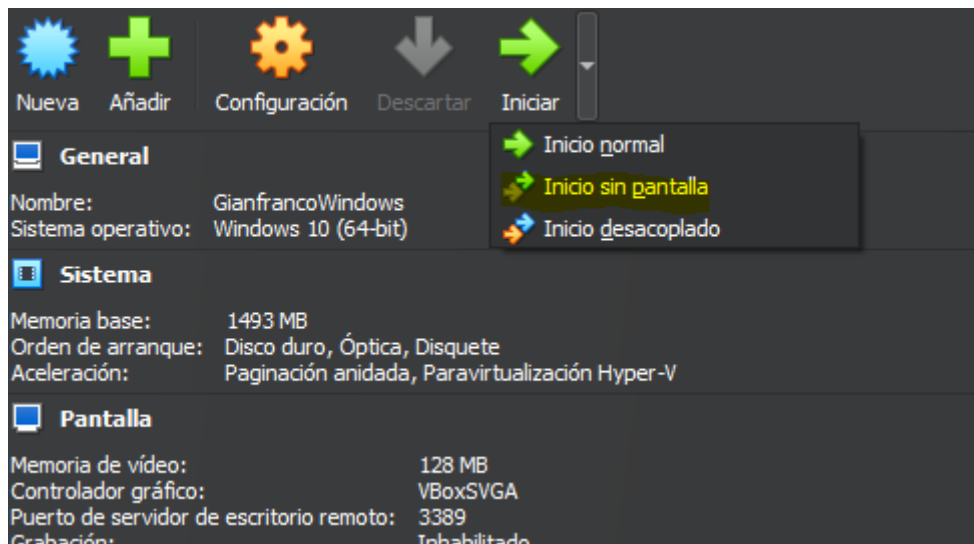 Nueva Añadir Configuración Descartar Iniciar
Inicio normal
Inicio sin pantalla
Inicio desacoplado
General
Nombre: GianfrancoWindows
Sistema operativo: Windows 10 (64-bit)
Sistema
Memoria base: 1493 MB
Orden de arranque: Disco duro, Óptica, Disquete
Aceleración: Paginación anidada, Paravirtualización Hyper-V
Pantalla
Memoria de vídeo: 128 MB
Controlador gráfico: VBoxSVGA
Puerto de servidor de escritorio remoto: 3389
Grabación: Inhabilitado